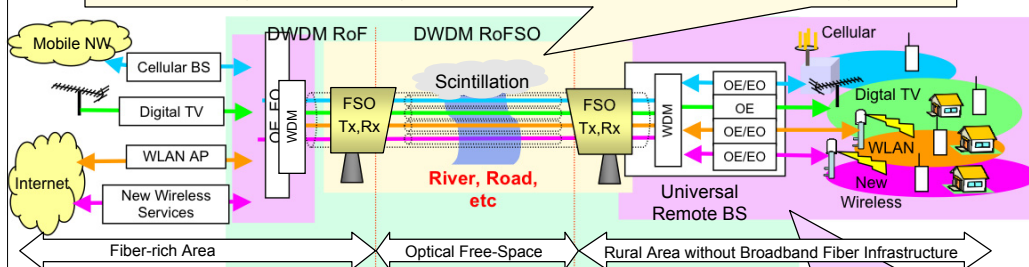 DWDM RoF
DWDM RoFSO
Cellular
Mobile NW
Cellular BS
OE, EO
WDM
Scintillation
FSO
Tx,Rx
FSO
Tx,Rx
WDM
OE/EO
Digital TV
OE
Digtal TV
WLAN AP
OE/EO
WLAN
Internet
New Wireless
Services
River, Road,
etc
OE/EO
Universal
Remote BS
New
Wireless
Fiber-rich Area
Optical Free-Space
Rural Area without Broadband Fiber Infrastructure